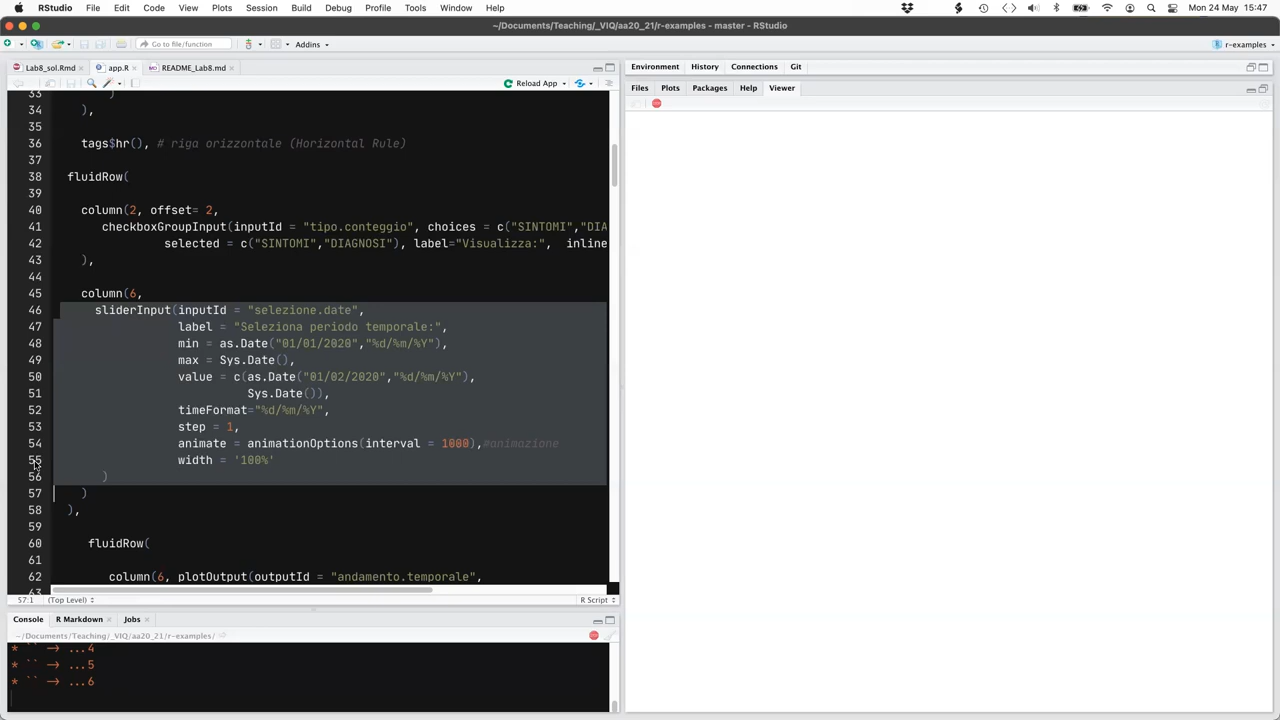 RStudio File Edit Code View Plots Session Build Debug Profile Tools Window Help Mon 24 May 15:47
~/Documents/Teaching/_VIQ/aa20_21/r-examples - master - RStudio
Go to file/function Addins r-examples
Lab8_sol.Rmd app.R README_Lab8.md
Reload App
33 )
34 ),
35
36 tags$hr(), # riga orizzontale (Horizontal Rule)
37
38 fluidRow(
39
40 column(2, offset= 2,
41 checkboxGroupInput(inputId = "tipo.conteggio", choices = c("SINTOMI","DIA
42 selected = c("SINTOMI","DIAGNOSI"), label="Visualizza:", inline
43 ),
44
45 column(6,
46 sliderInput(inputId = "selezione.date",
47 label = "Seleziona periodo temporale:",
48 min = as.Date("01/01/2020","%d/%m/%Y"),
49 max = Sys.Date(),
50 value = c(as.Date("01/02/2020","%d/%m/%Y"),
51 Sys.Date()),
52 timeFormat="%d/%m/%Y",
53 step = 1,
54 animate = animationOptions(interval = 1000),#animazione
55 width = '100%'
56 )
57 )
58 ),
59
60 fluidRow(
61
62 column(6, plotOutput(outputId = "andamento.temporale",
63
57:1 (Top Level) R Script
Console R Markdown Jobs
~/Documents/Teaching/_VIQ/aa20_21/r-examples/
* `` -> ...4
* `` -> ...5
* `` -> ...6
Environment History Connections Git
Files Plots Packages Help Viewer